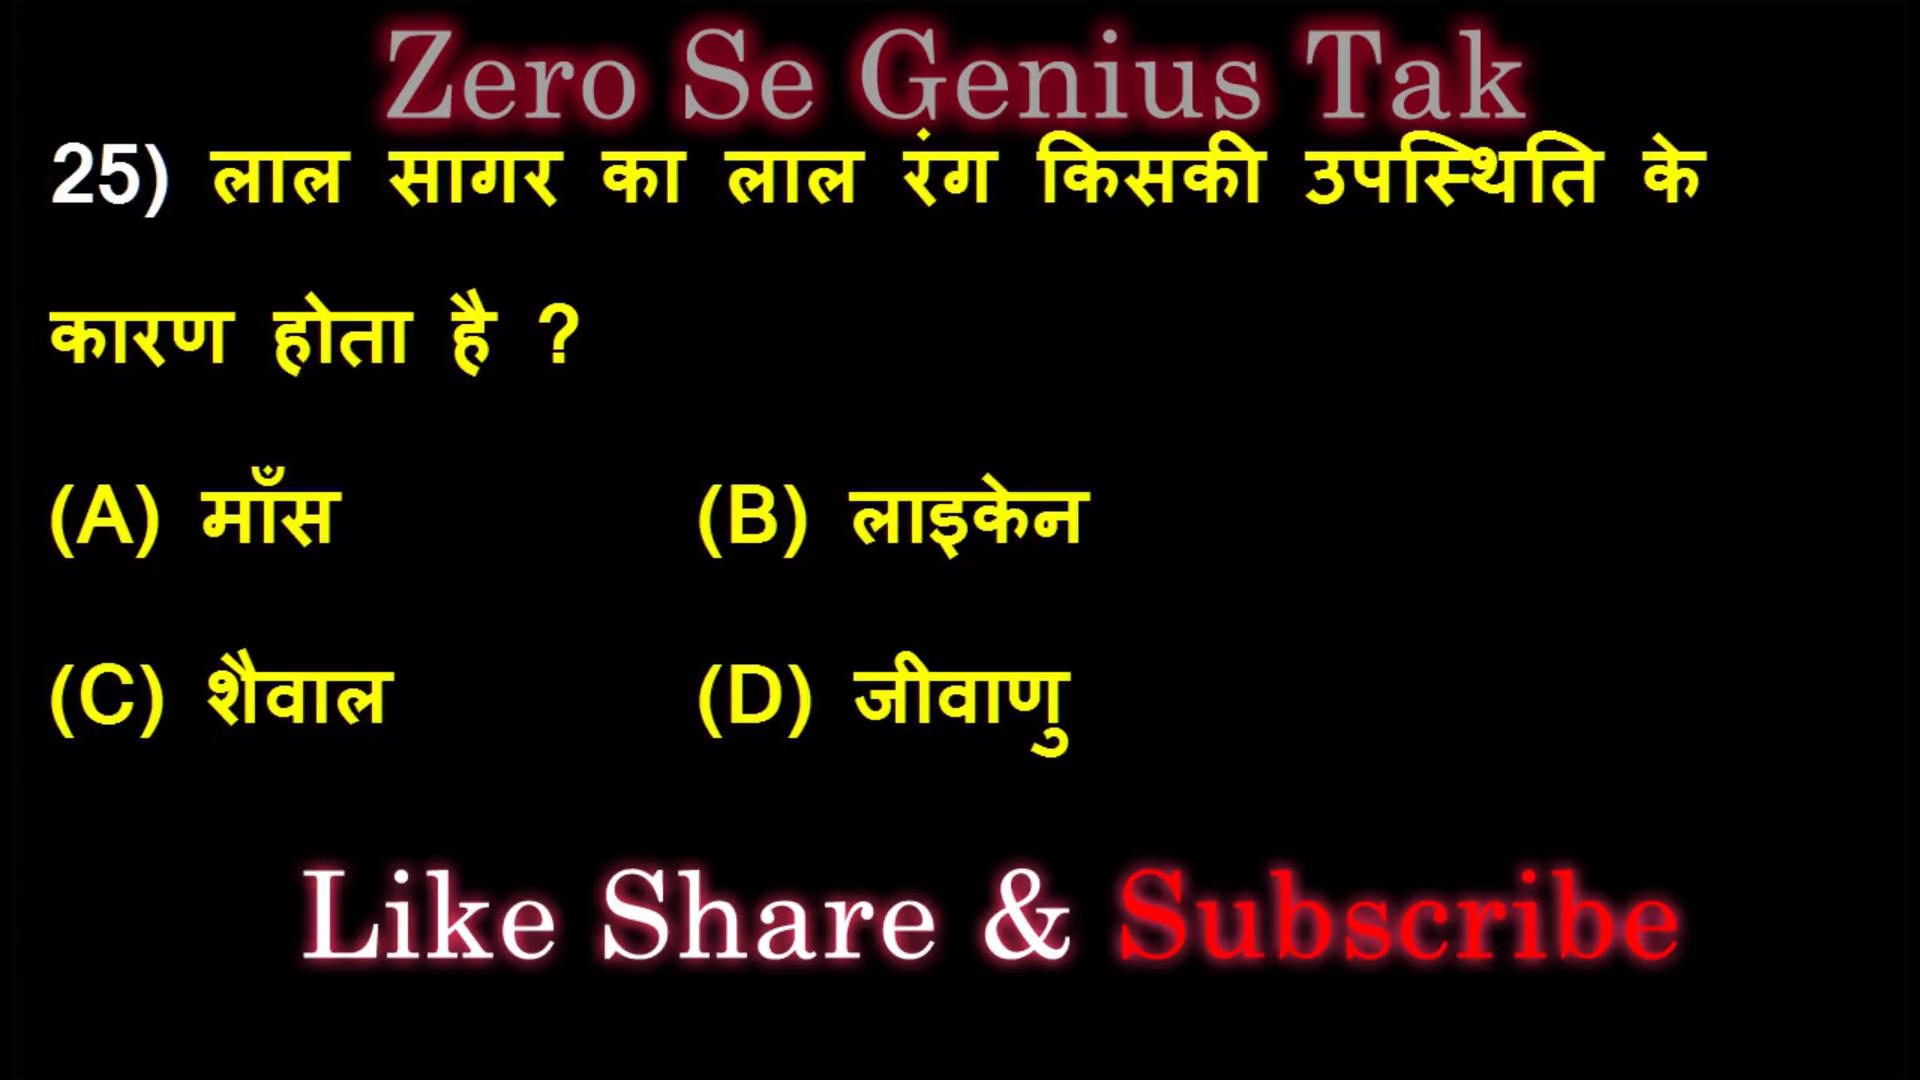 Zero Se Genius Tak
25) लाल सागर का लाल रंग किसकी उपस्थिति के
कारण होता है ?
(A) माँस (B) लाइकेन
(C) शैवाल (D) जीवाणु
Like Share & Subscribe